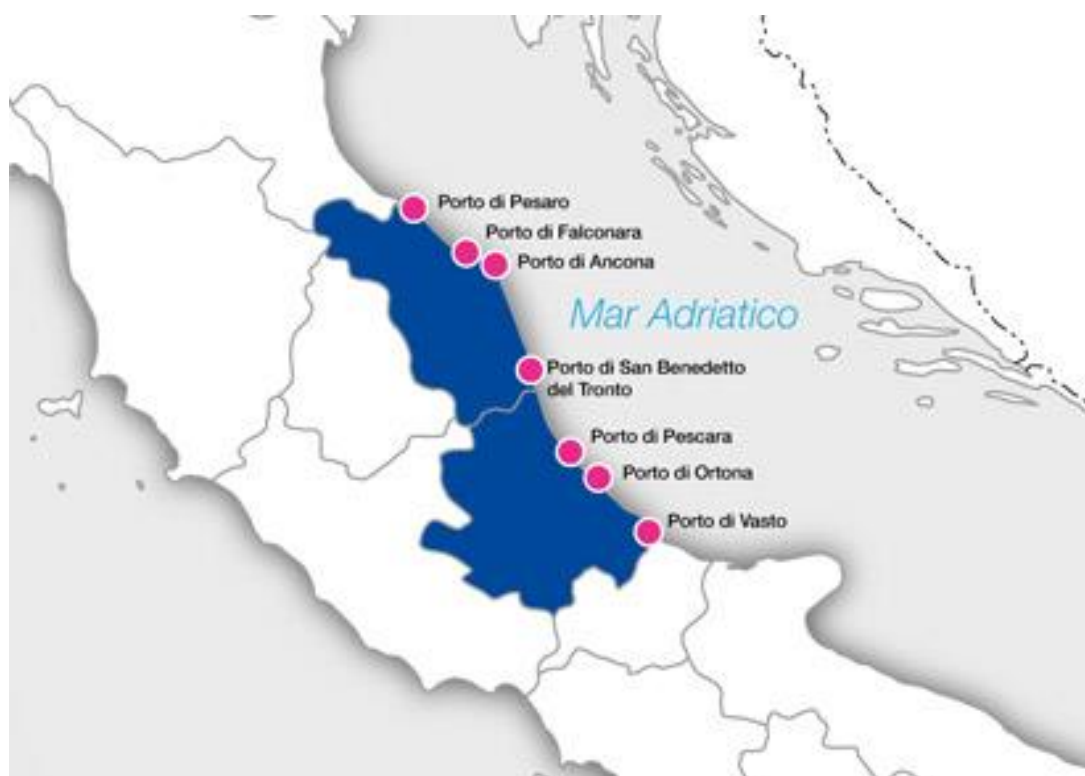 Porto di Pesaro
Porto di Falconara
Porto di Ancona
Mar Adriatico
Porto di San Benedetto
del Tronto
Porto di Pescara
Porto di Ortona
Porto di Vasto